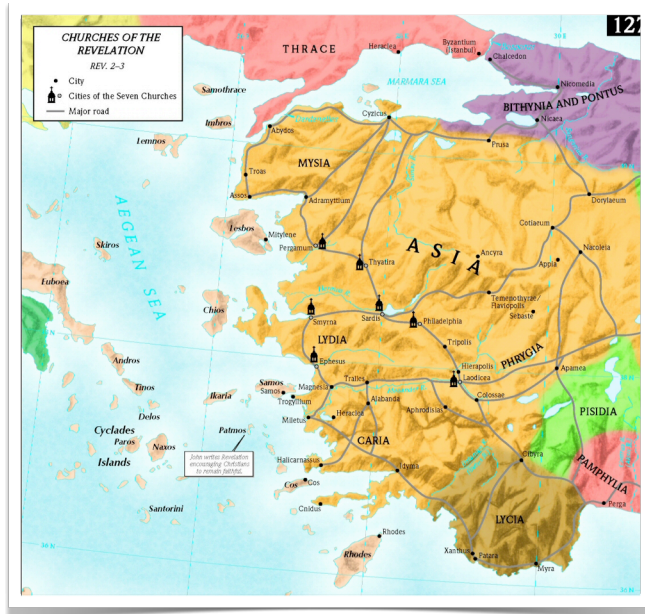 CHURCHES OF THE
REVELATION
REV. 2–3
City
Cities of the Seven Churches
Major road
127
THRACE
Heraclea
Byzantium
(Istanbul)
Chalcedon
MARMARA SEA
Nicomedia
BITHYNIA AND PONTUS
Nicaea
Samothrace
Imbros
Lemnos
Abydos
Cyzicus
Prusa
MYSIA
Troas
Assos
Adramyttium
Dorylaeum
Lesbos
Mitylene
Pergamum
Thyatira
ASIA
Ancyra
Cotiaeum
Appia
Nacoleia
AEGEAN SEA
Skiros
Euboea
Chios
Smyrna
Sardis
Philadelphia
Temenothyrae/
Flaviopolis
Sebaste
LYDIA
Ephesus
Tripolis
Hierapolis
Laodicea
PHRYGIA
Apamea
Andros
Tinos
Ikaria
Samos
Samos
Trogyllium
Magnesia
Tralles
Colossae
Alabanda
Aphrodisias
PISIDIA
Delos
Cyclades
Paros
Naxos
Islands
Patmos
Miletus
Heraclea
John writes Revelation
encouraging Christians
to remain faithful.
CARIA
Halicarnassus
Idyma
Cibyra
PAMPHYLIA
Perga
Cos
Cos
Cnidus
Santorini
LYCIA
Rhodes
Rhodes
Xanthus
Patara
Myra
36 N
36 N